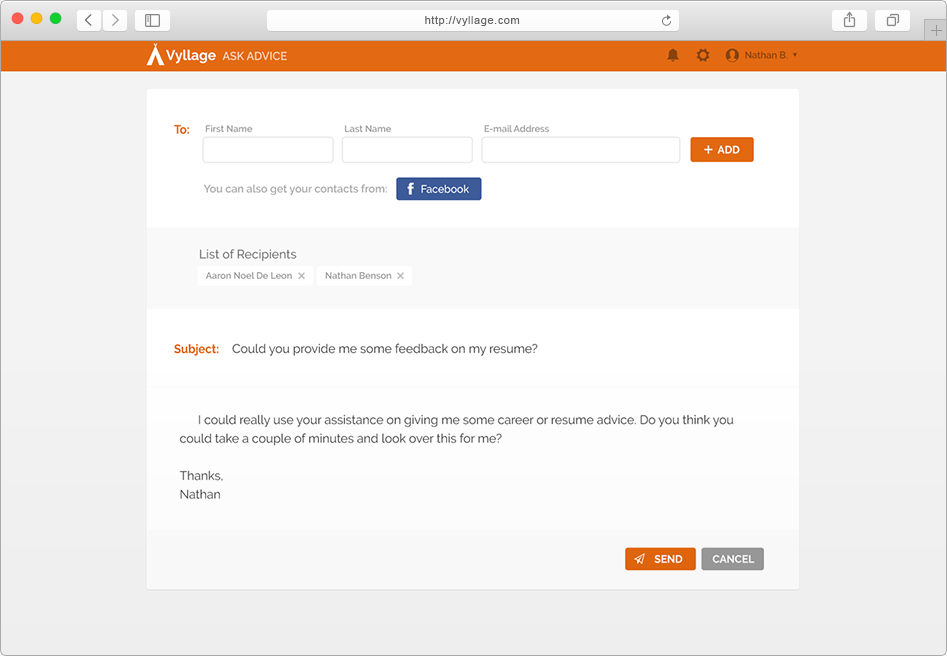 http://vyllage.com
Vyllage ASK ADVICE Nathan B.
To: First Name Last Name E-mail Address
+ ADD
You can also get your contacts from: f Facebook
List of Recipients
Aaron Noel De Leon × Nathan Benson ×
Subject: Could you provide me some feedback on my resume?
I could really use your assistance on giving me some career or resume advice. Do you think you
could take a couple of minutes and look over this for me?
Thanks,
Nathan
SEND CANCEL